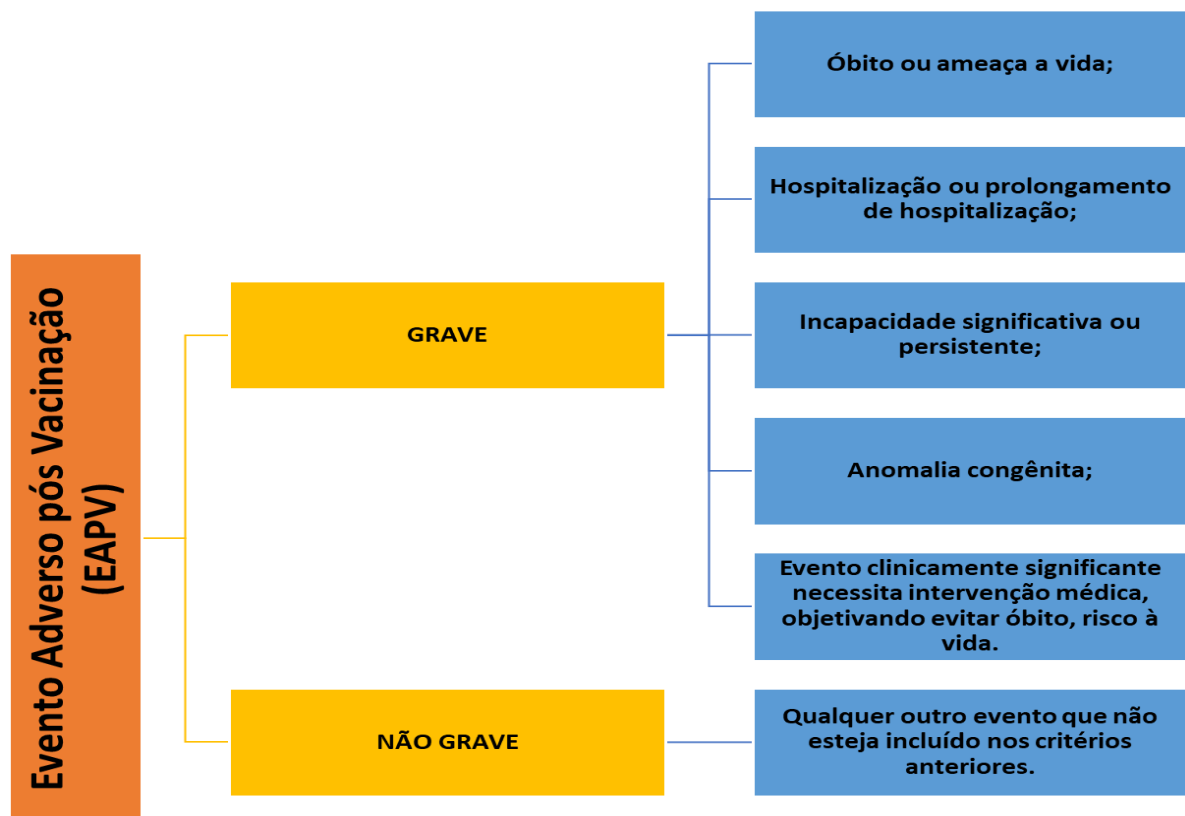 Evento Adverso pós Vacinação
(EAPV)
GRAVE
Óbito ou ameaça a vida;
Hospitalização ou prolongamento
de hospitalização;
Incapacidade significativa ou
persistente;
Anomalia congênita;
Evento clinicamente significante
necessita intervenção médica,
objetivando evitar óbito, risco à
vida.
NÃO GRAVE
Qualquer outro evento que não
esteja incluído nos critérios
anteriores.